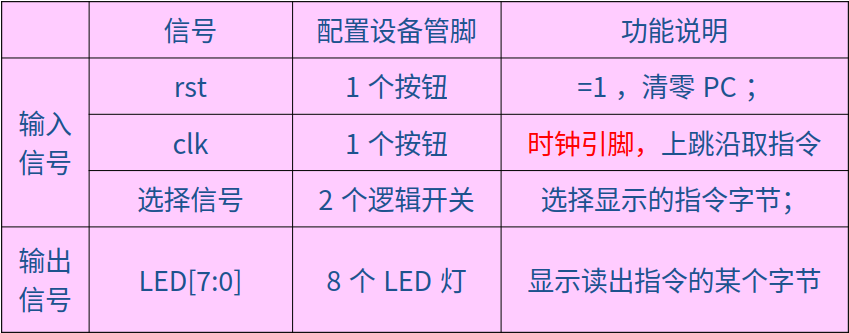 信号 配置设备管脚 功能说明
输入
信号
rst 1 个按钮 =1 ，清零 PC ；
clk 1 个按钮 时钟引脚，上跳沿取指令
选择信号 2 个逻辑开关 选择显示的指令字节；
输出
信号
LED[7:0] 8 个 LED 灯 显示读出指令的某个字节